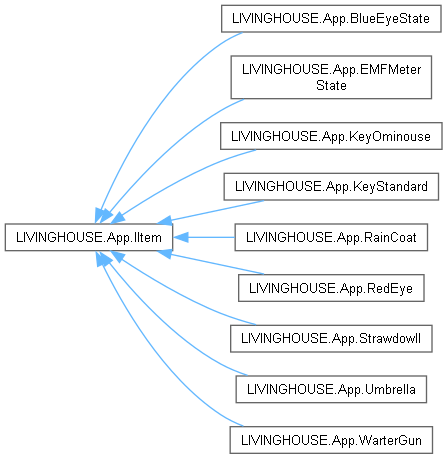 LIVINGHOUSE.App.BlueEyeState
LIVINGHOUSE.App.EMFMeter
State
LIVINGHOUSE.App.KeyOminouse
LIVINGHOUSE.App.KeyStandard
LIVINGHOUSE.App.IItem
LIVINGHOUSE.App.RainCoat
LIVINGHOUSE.App.RedEye
LIVINGHOUSE.App.Strawdowll
LIVINGHOUSE.App.Umbrella
LIVINGHOUSE.App.WarterGun